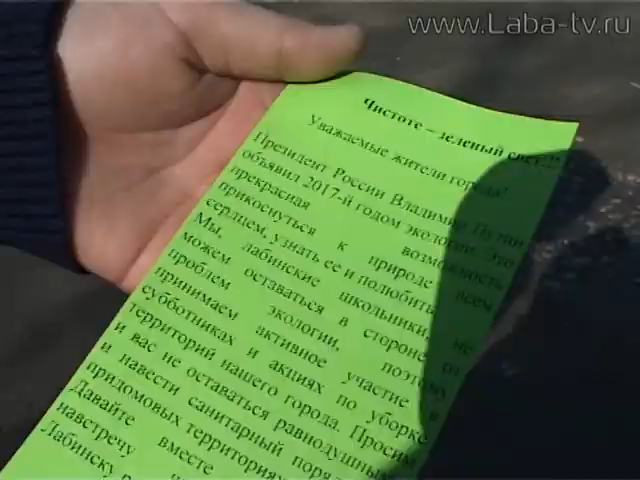 www.Laba-tv.ru
Чистоте – зеленый свет!!!
Уважаемые жители города!
Президент России Владимир Путин
объявил 2017-й годом экологии. Это
прекрасная возможность
прикоснуться к природе всем
сердцем, узнать ее и полюбить.
Мы, лабинские школьники, не
можем оставаться в стороне от
проблем экологии, поэтому
принимаем активное участие в
субботниках и акциях по уборке
территорий нашего города. Просим
и вас не оставаться равнодушным
и навести санитарный
придомовых территориях
Давайте вместе
навстречу
Лабинску